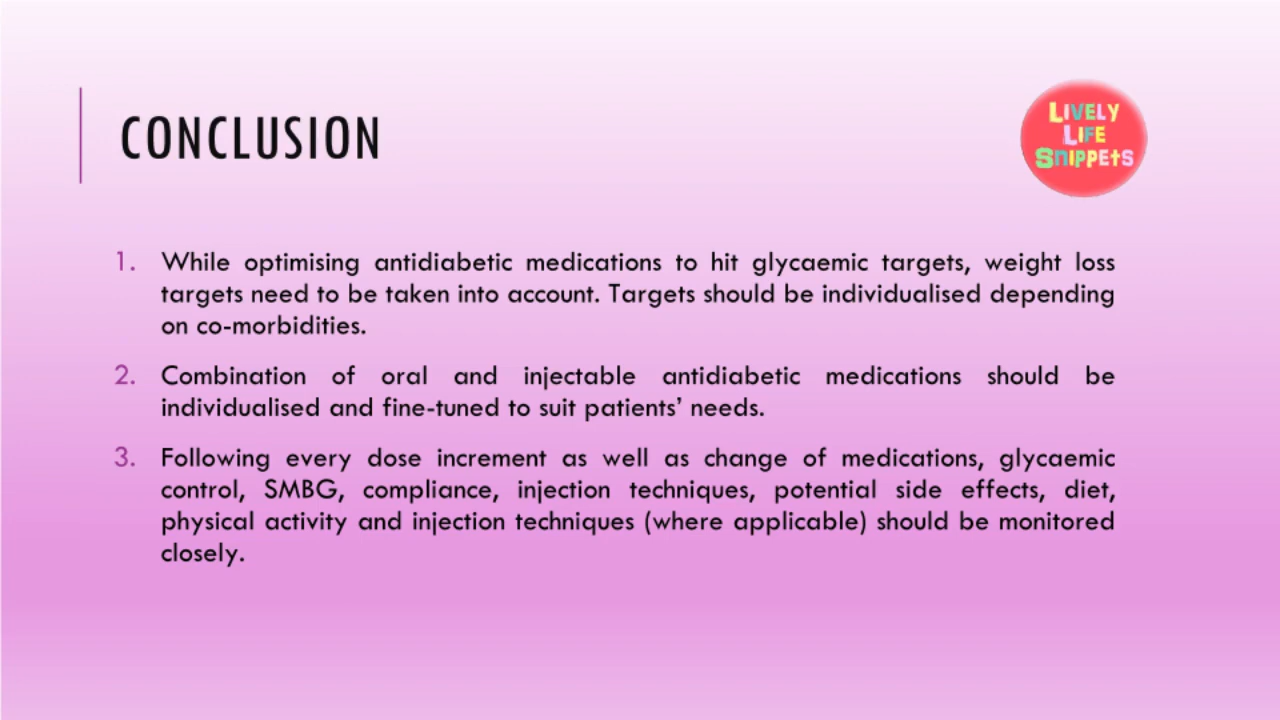 CONCLUSION
LIVELY
LIFE
SNIPPEtS
1. While optimising antidiabetic medications to hit glycaemic targets, weight loss
targets need to be taken into account. Targets should be individualised depending
on co-morbidities.
2. Combination of oral and injectable antidiabetic medications should be
individualised and fine-tuned to suit patients’ needs.
3. Following every dose increment as well as change of medications, glycaemic
control, SMBG, compliance, injection techniques, potential side effects, diet,
physical activity and injection techniques (where applicable) should be monitored
closely.